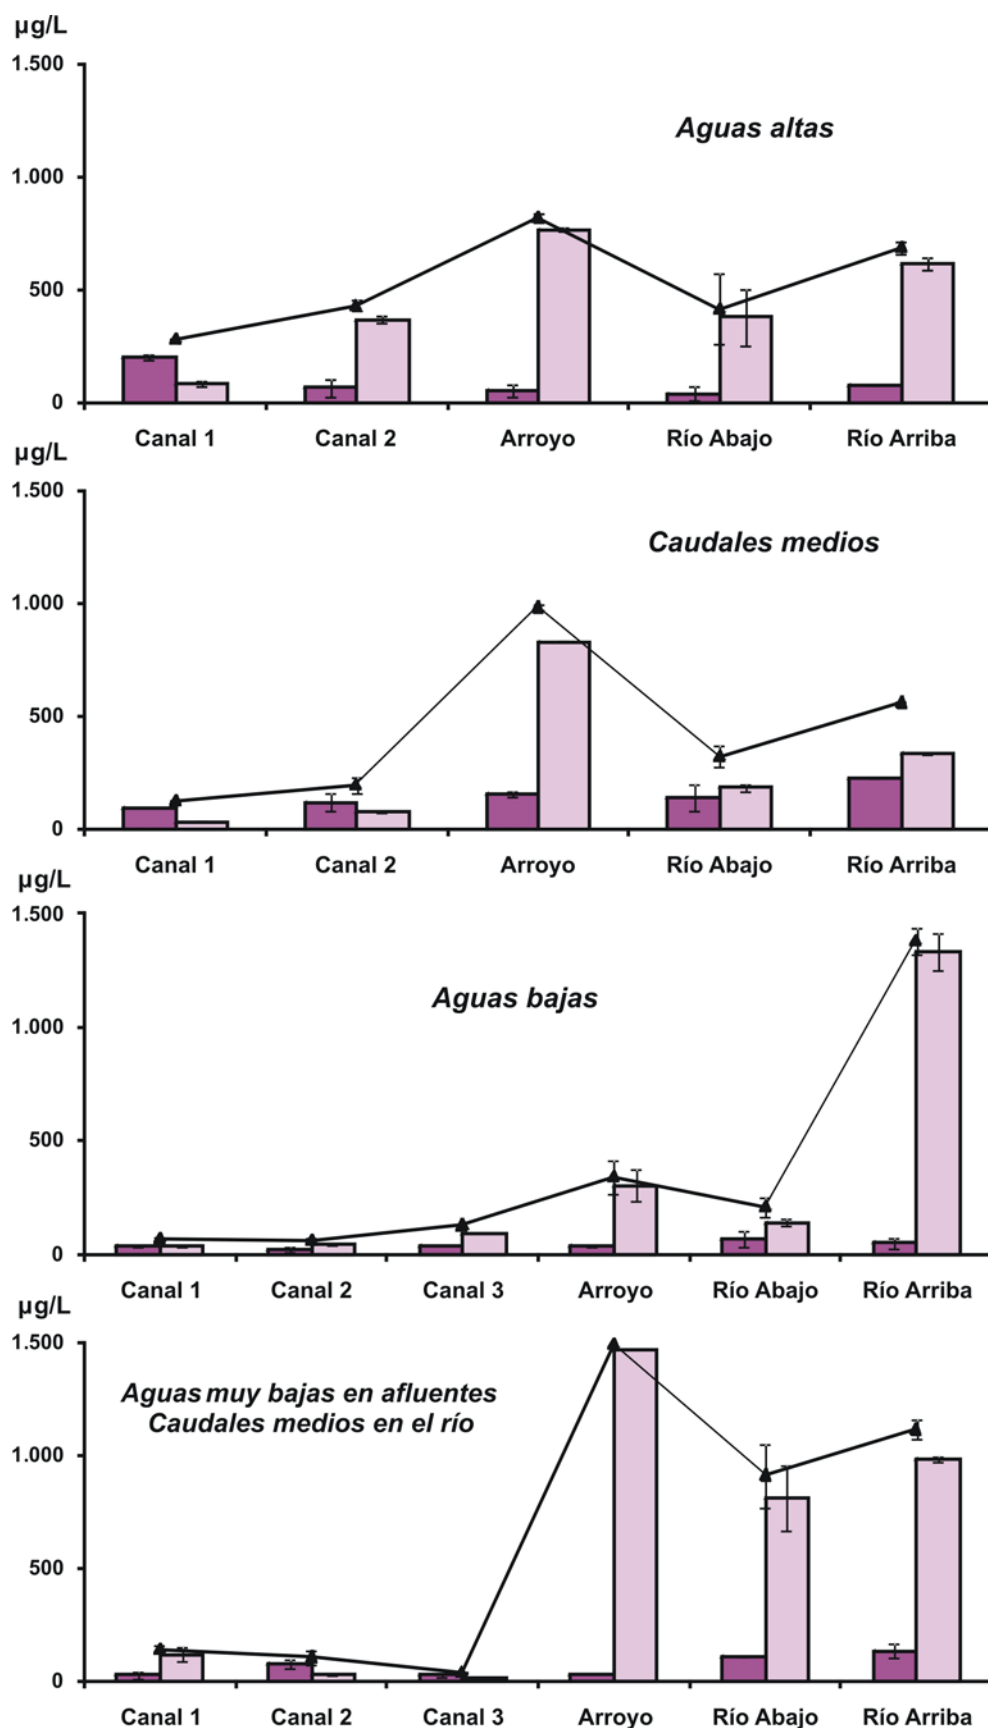 µg/L
1.500
Aguas altas
1.000
500
0
Canal 1 Canal 2 Arroyo Río Abajo Río Arriba
µg/L
1.500
Caudales medios
1.000
500
0
Canal 1 Canal 2 Arroyo Río Abajo Río Arriba
µg/L
1.500
Aguas bajas
1.000
500
0
Canal 1 Canal 2 Canal 3 Arroyo Río Abajo Río Arriba
µg/L
1.500
Aguas muy bajas en afluentes
Caudales medios en el río
1.000
500
0
Canal 1 Canal 2 Canal 3 Arroyo Río Abajo Río Arriba